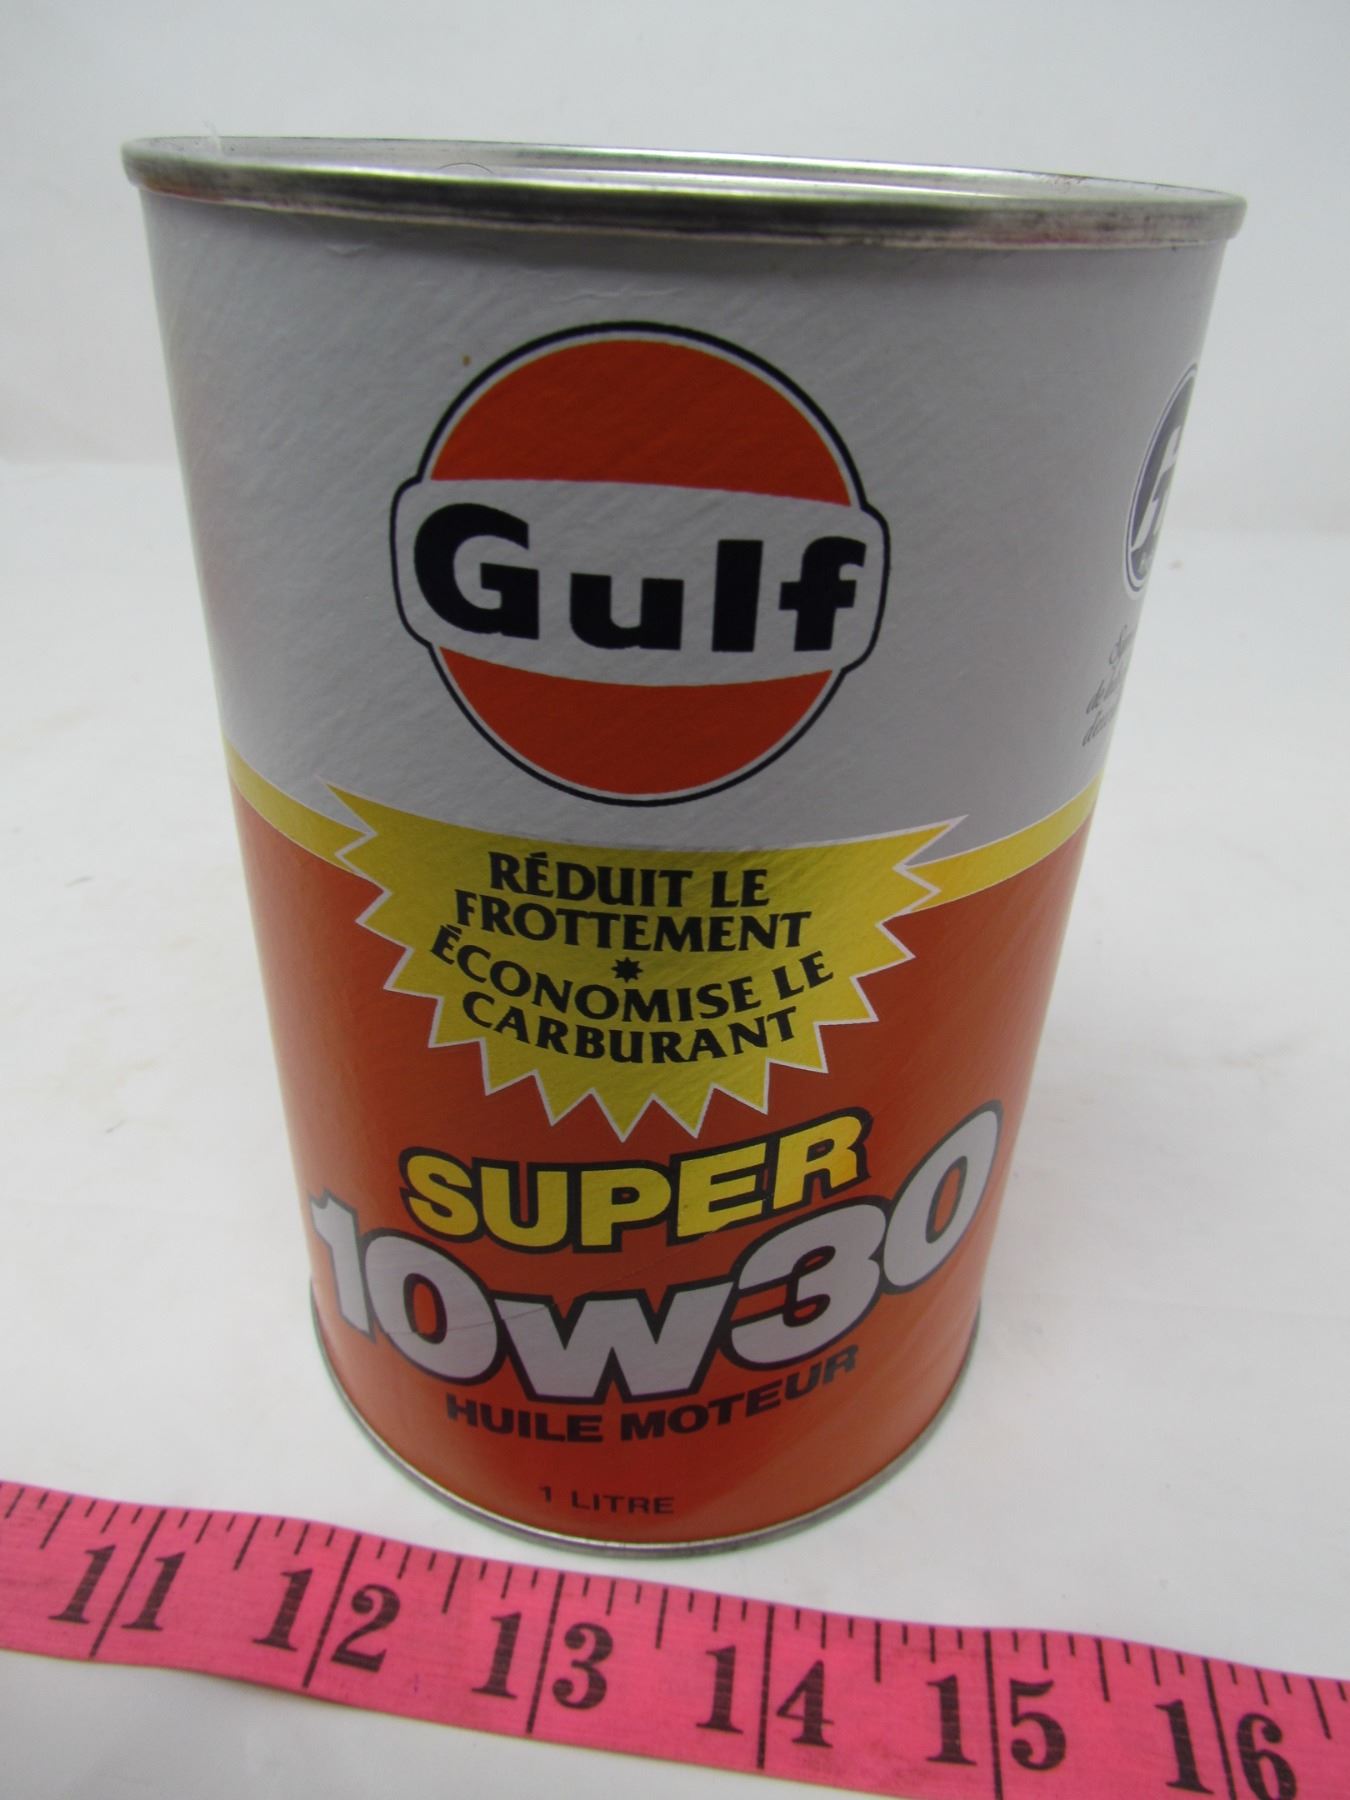 Gulf
RÉDUIT LE
FROTTEMENT
ÉCONOMISE LE
CARBURANT
SUPER
10W30
HUILE MOTEUR
1 LITRE
11 12 13 14 15 16